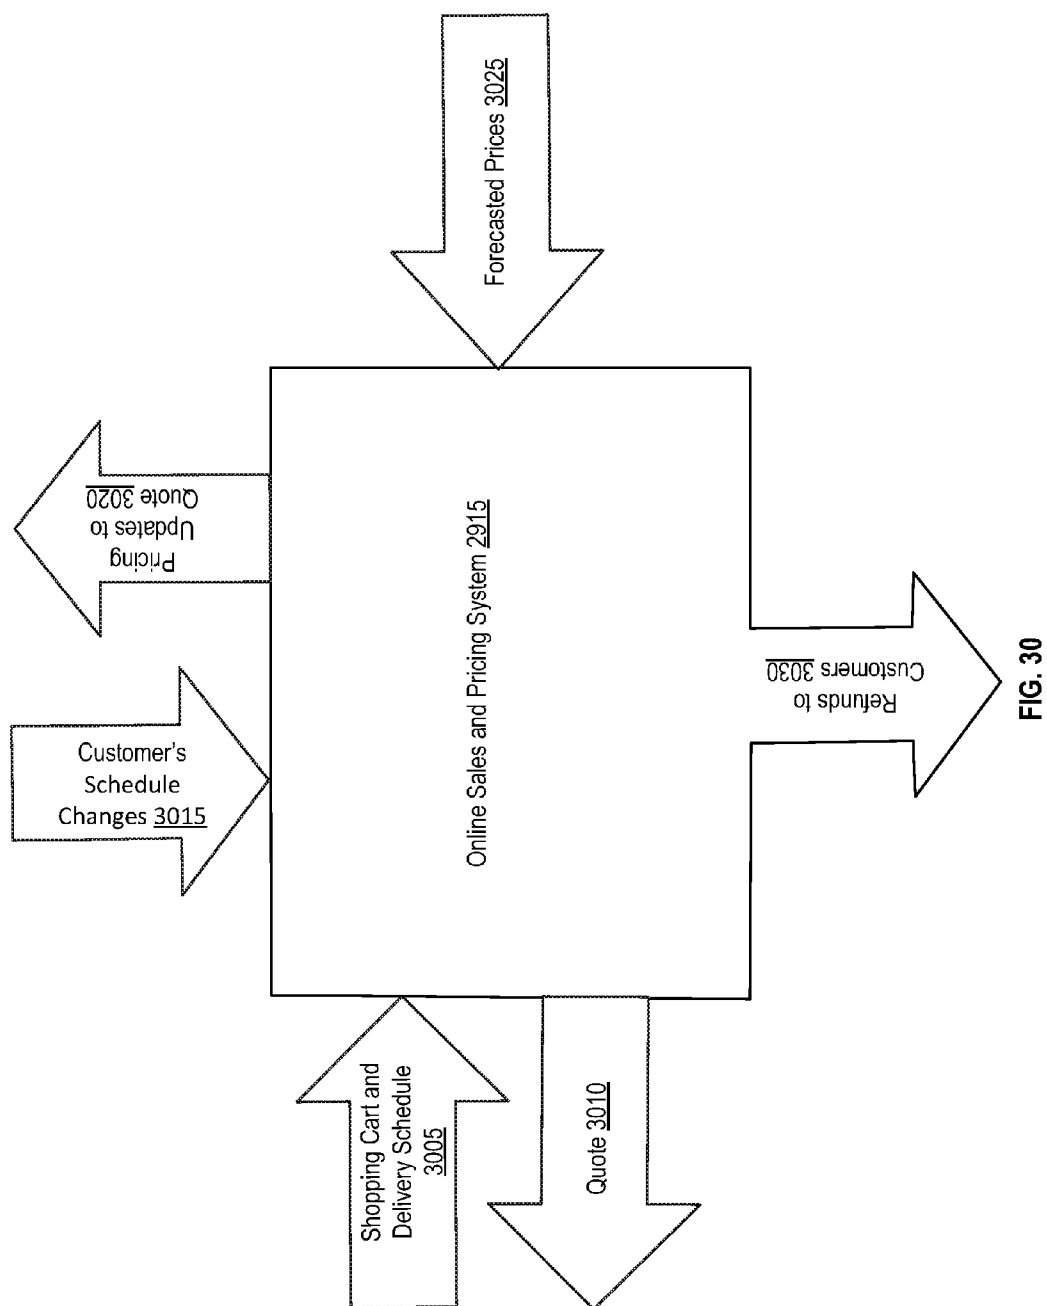 Forecasted Prices 3025
Pricing
Updates to
Quote 3020
Customer's
Schedule
Changes 3015
Online Sales and Pricing System 2915
Shopping Cart and
Delivery Schedule
3005
Quote 3010
Refunds to
Customers 3030
FIG. 30